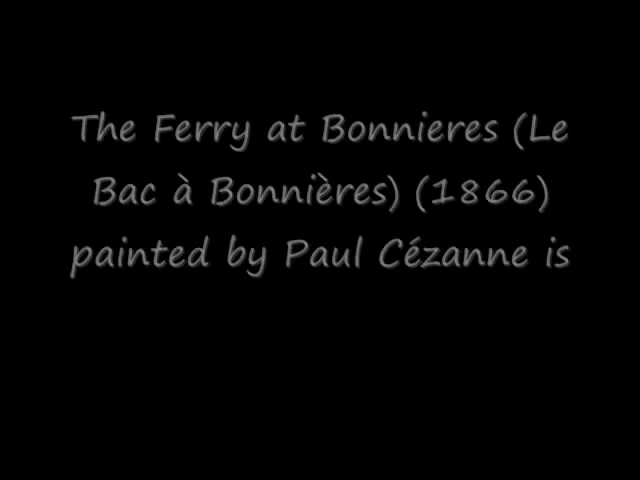 The Ferry at Bonnieres (Le
Bac à Bonnières) (1866)
painted by Paul Cézanne is